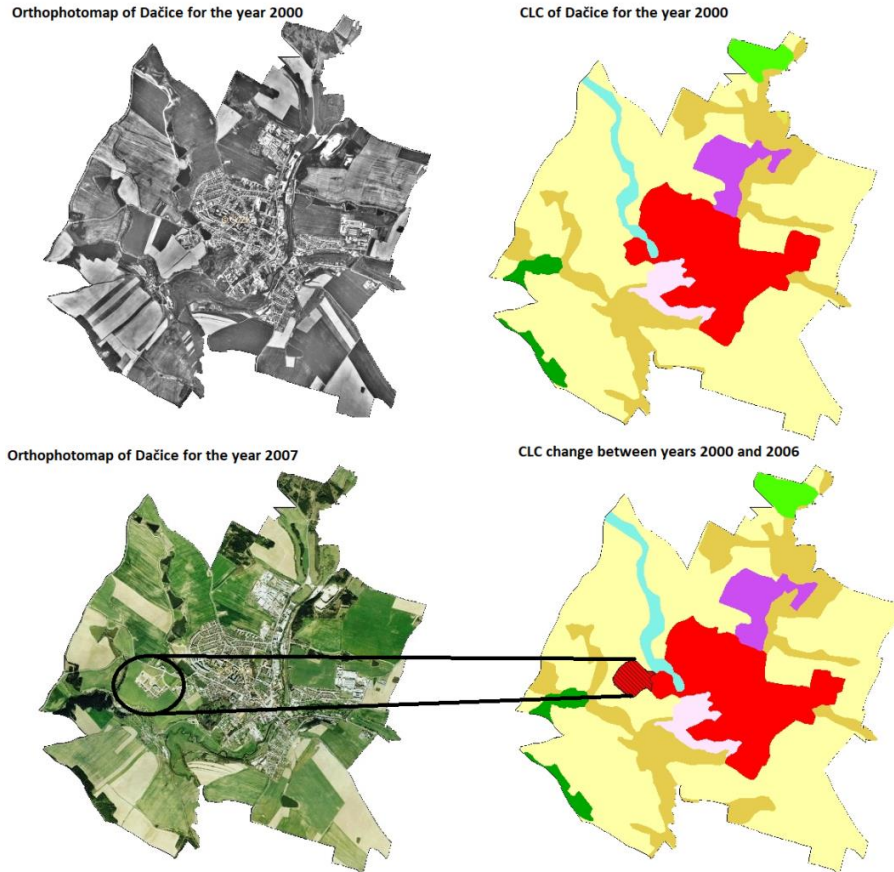 Orthophotomap of Dačice for the year 2000
CLC of Dačice for the year 2000
Orthophotomap of Dačice for the year 2007
CLC change between years 2000 and 2006